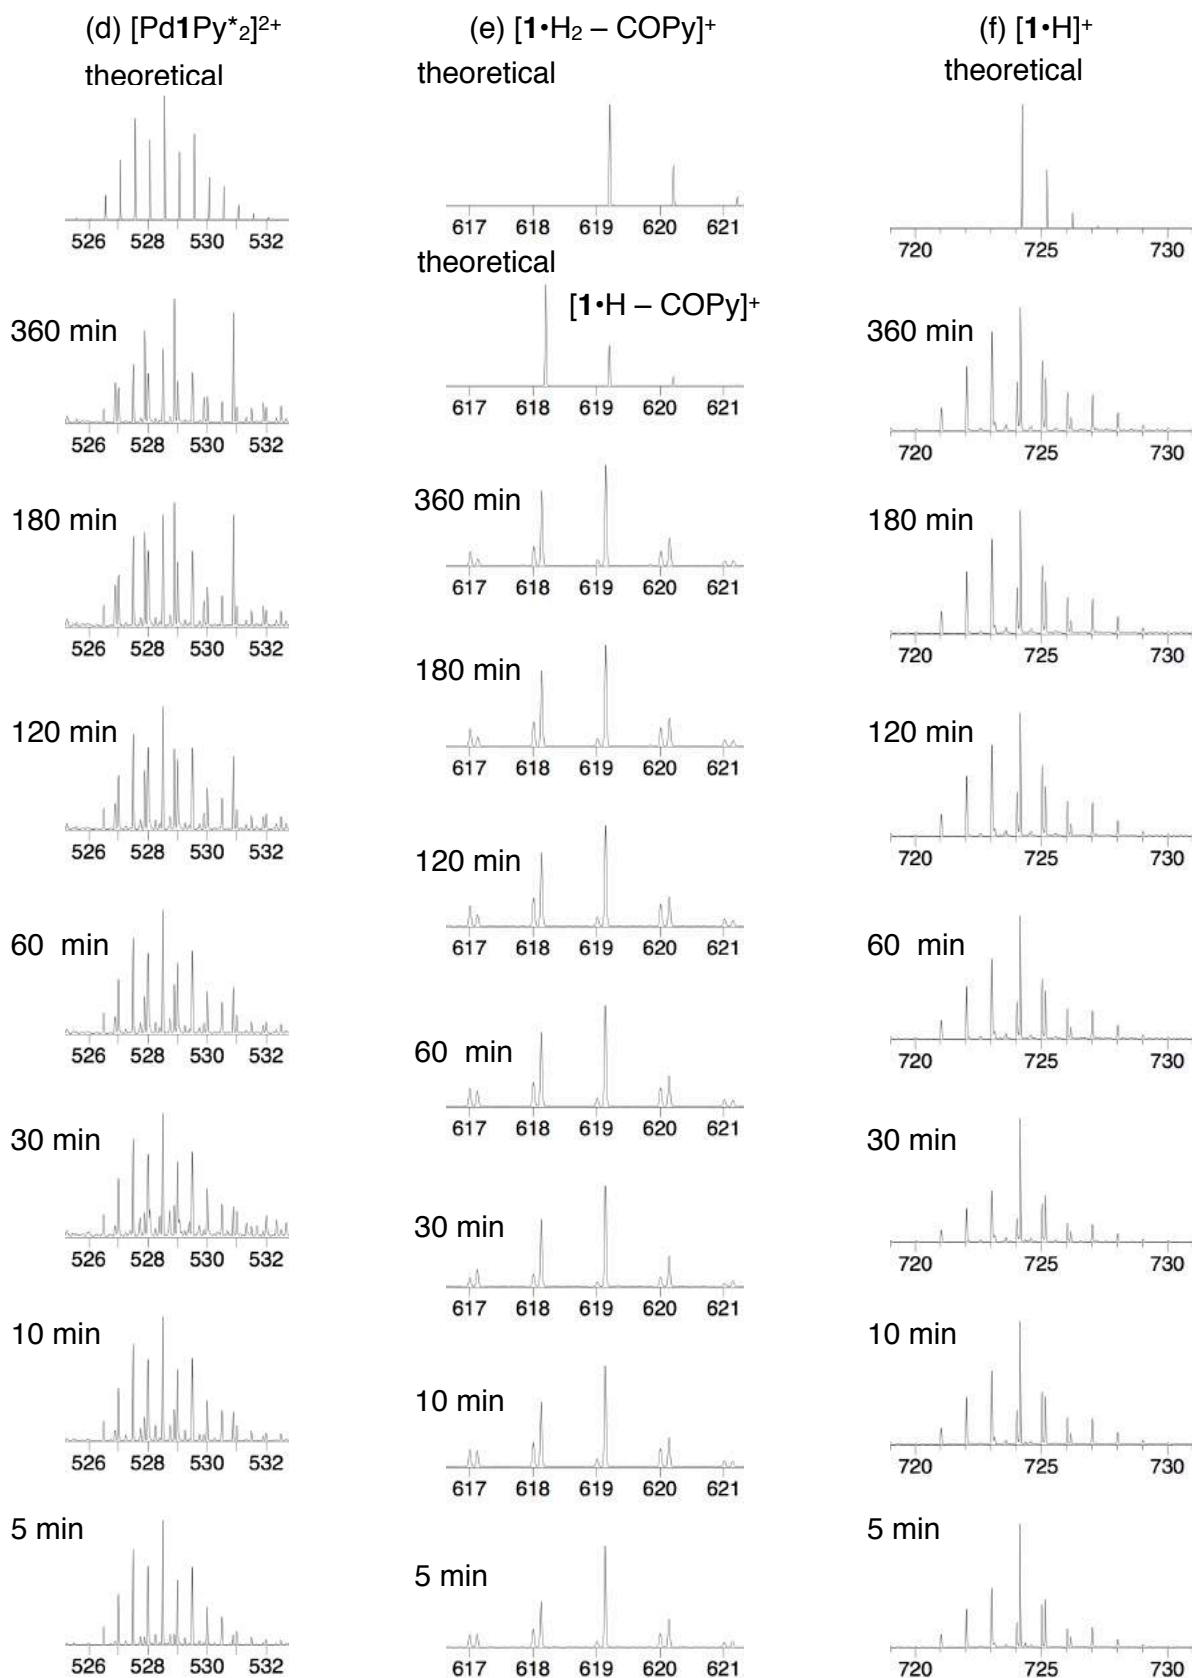 (d) [Pd1Py*2]2+
theoretical
526 528 530 532
360 min
526 528 530 532
180 min
526 528 530 532
120 min
526 528 530 532
60 min
526 528 530 532
30 min
526 528 530 532
10 min
526 528 530 532
5 min
526 528 530 532
(e) [1•H2 – COPy]+
theoretical
617 618 619 620 621
theoretical
[1•H – COPy]+
617 618 619 620 621
360 min
617 618 619 620 621
180 min
617 618 619 620 621
120 min
617 618 619 620 621
60 min
617 618 619 620 621
30 min
617 618 619 620 621
10 min
617 618 619 620 621
5 min
617 618 619 620 621
(f) [1•H]+
theoretical
720 725 730
360 min
720 725 730
180 min
720 725 730
120 min
720 725 730
60 min
720 725 730
30 min
720 725 730
10 min
720 725 730
5 min
720 725 730